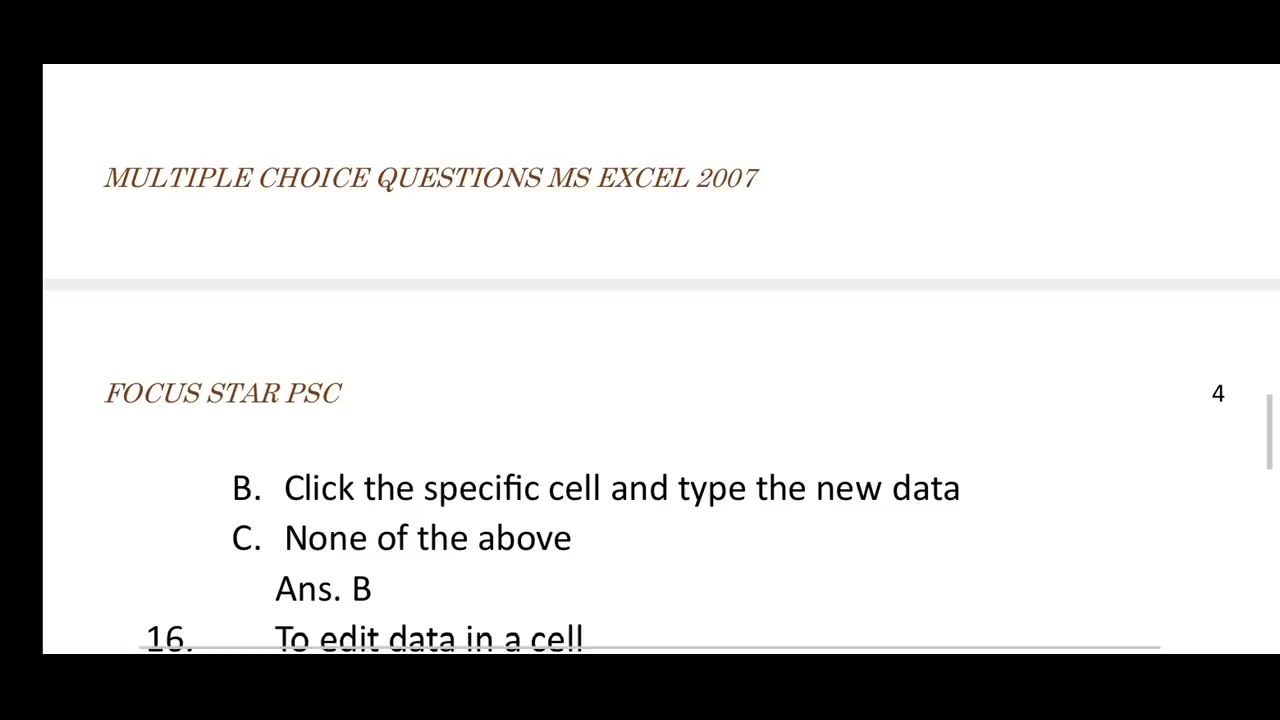 MULTIPLE CHOICE QUESTIONS MS EXCEL 2007
FOCUS STAR PSC 4
B. Click the specific cell and type the new data
C. None of the above
Ans. B
16. To edit data in a cell